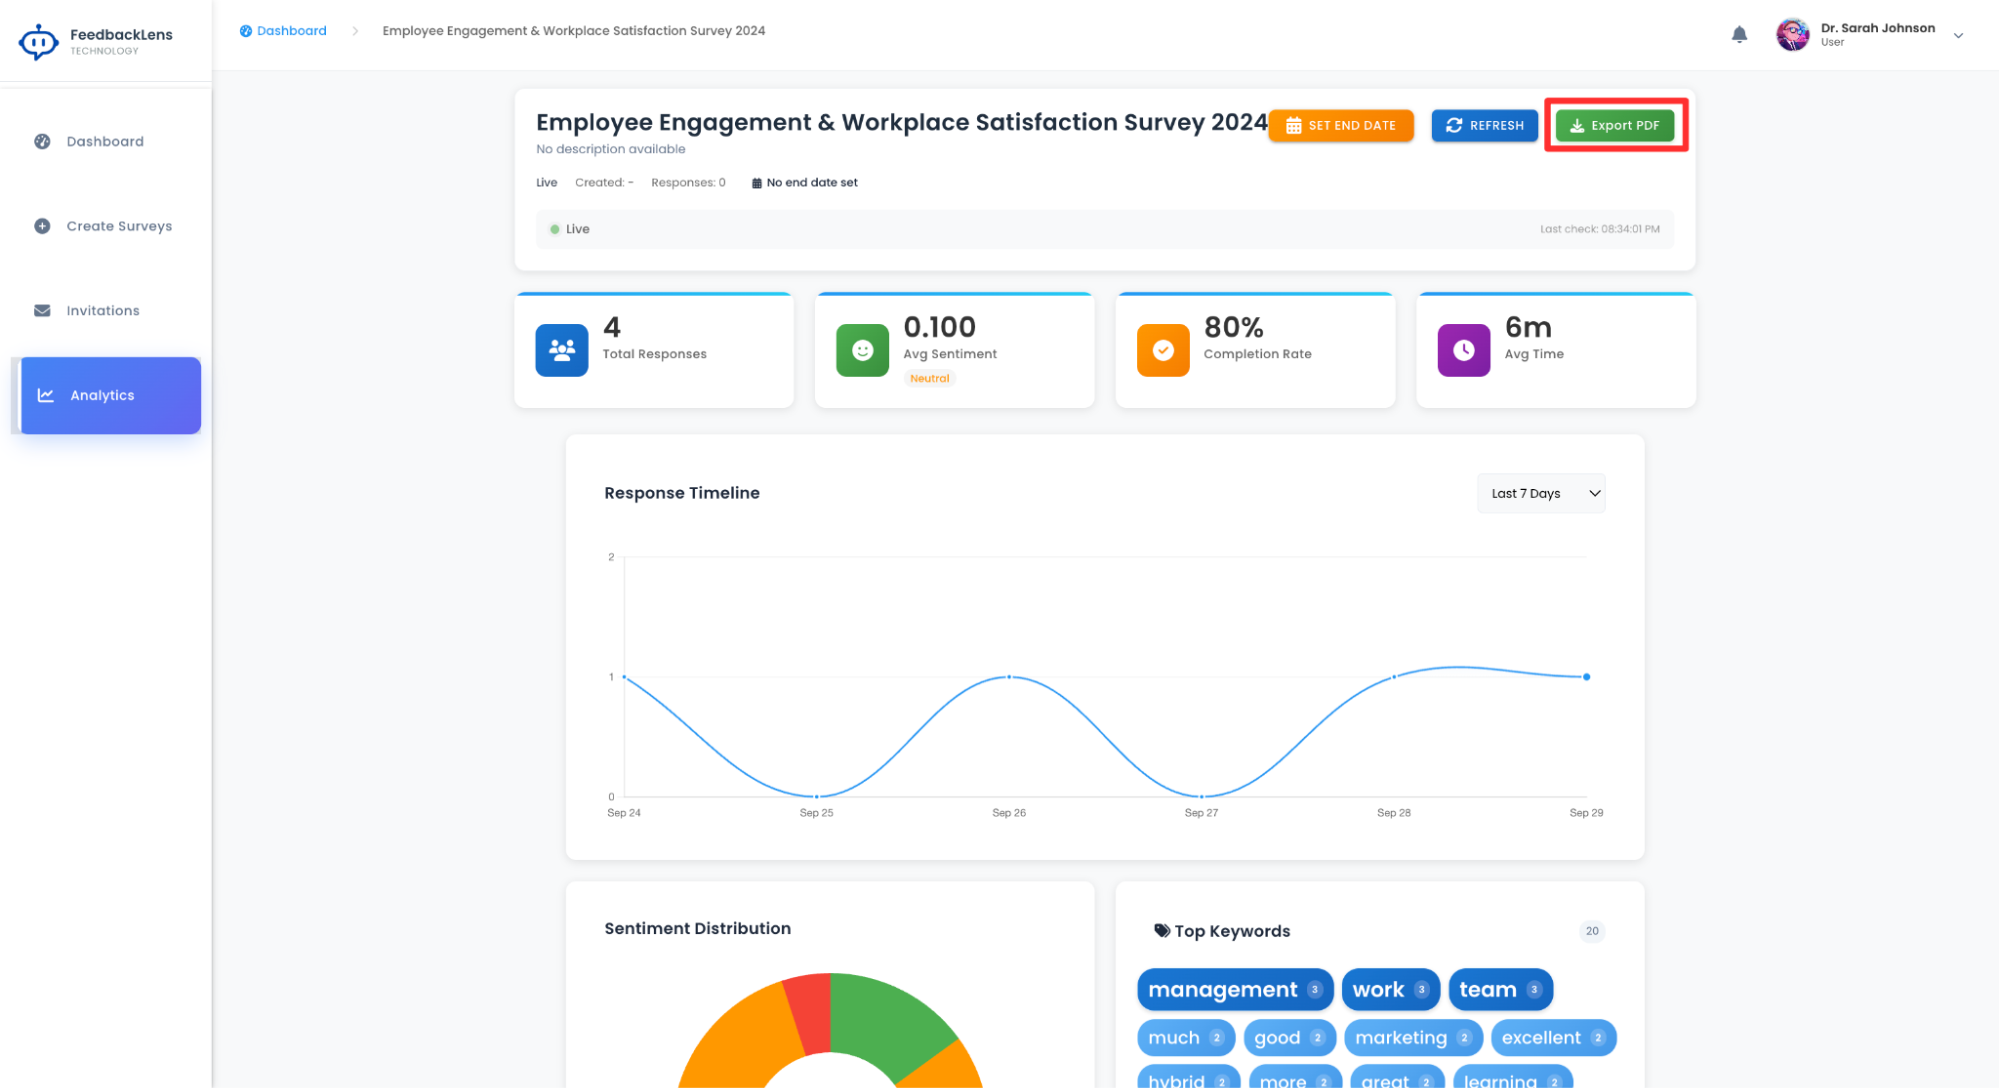 FeedbackLens
TECHNOLOGY
Dashboard
Employee Engagement & Workplace Satisfaction Survey 2024
Dr. Sarah Johnson
User
Dashboard
Create Surveys
Invitations
Analytics
Employee Engagement & Workplace Satisfaction Survey 2024
SET END DATE
REFRESH
Export PDF
No description available
Live Created: - Responses: 0 No end date set
Live
Last check: 08:34:01 PM
4
Total Responses
0.100
Avg Sentiment
Neutral
80%
Completion Rate
6m
Avg Time
Response Timeline
Last 7 Days
2
1
0
Sep 24 Sep 25 Sep 26 Sep 27 Sep 28 Sep 29
Sentiment Distribution
Top Keywords
20
management 3 work 3 team 3
much 2 good 2 marketing 2 excellent 2
hybrid 2 more 2 great 2 learning 2